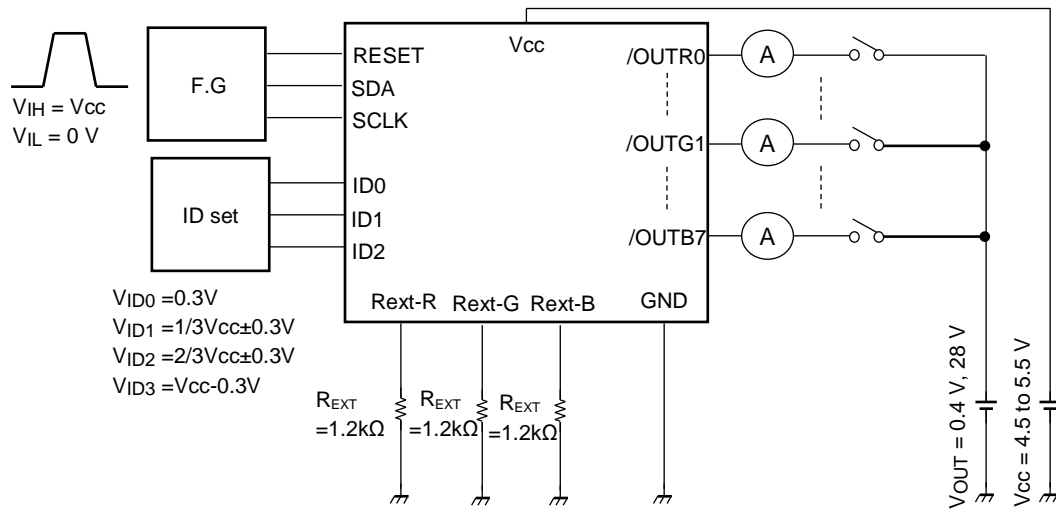 Vcc
RESET
SDA
SCLK
F.G
VIH = Vcc
VIL = 0 V
/OUTR0
A
/OUTG1
A
/OUTB7
A
ID set
ID0
ID1
ID2
VID0 =0.3V
VID1 =1/3Vcc±0.3V
VID2 =2/3Vcc±0.3V
VID3 =Vcc-0.3V
Rext-R Rext-G Rext-B GND
REXT
=1.2kΩ
REXT
=1.2kΩ
REXT
=1.2kΩ
VOUT = 0.4 V, 28 V
Vcc = 4.5 to 5.5 V